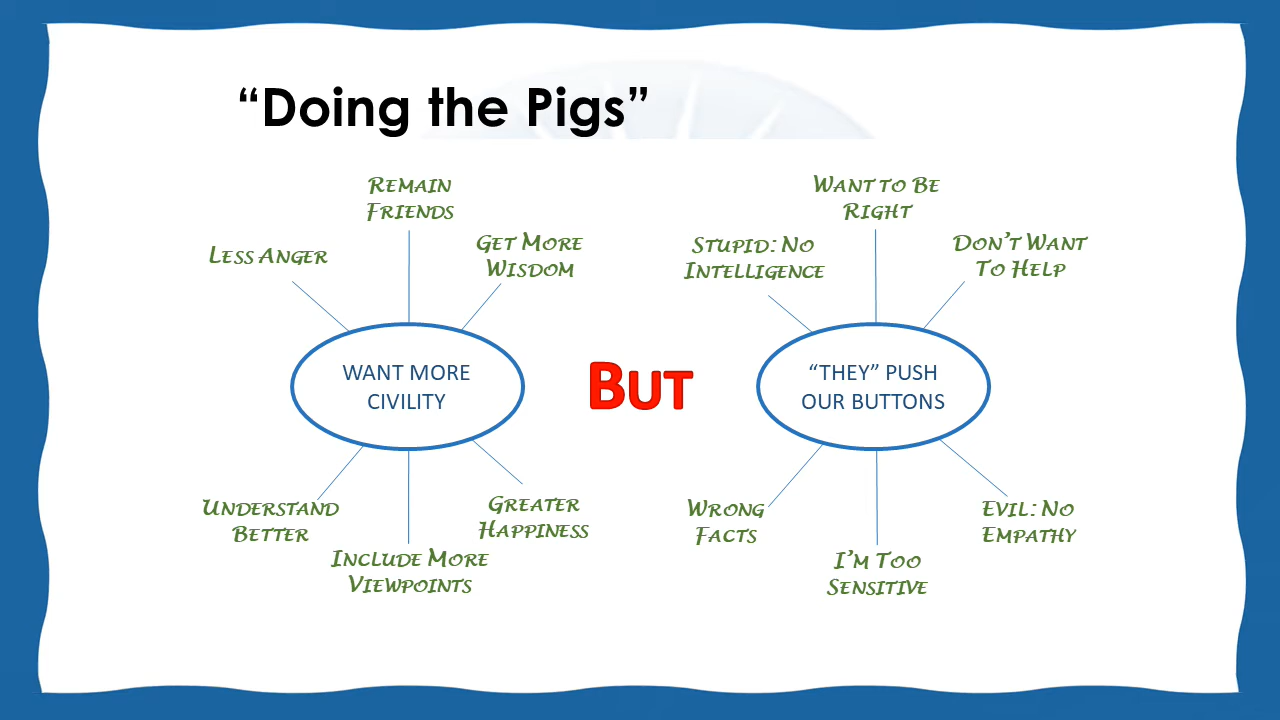 “Doing the Pigs”
Remain
Friends
Less Anger
Get More
Wisdom
WANT MORE
CIVILITY
Understand
Better
Greater
Happiness
Include More
Viewpoints
But
Want to Be
Right
Stupid: No
Intelligence
Don’t Want
To Help
“THEY” PUSH
OUR BUTTONS
Wrong
Facts
Evil: No
Empathy
I’m Too
Sensitive